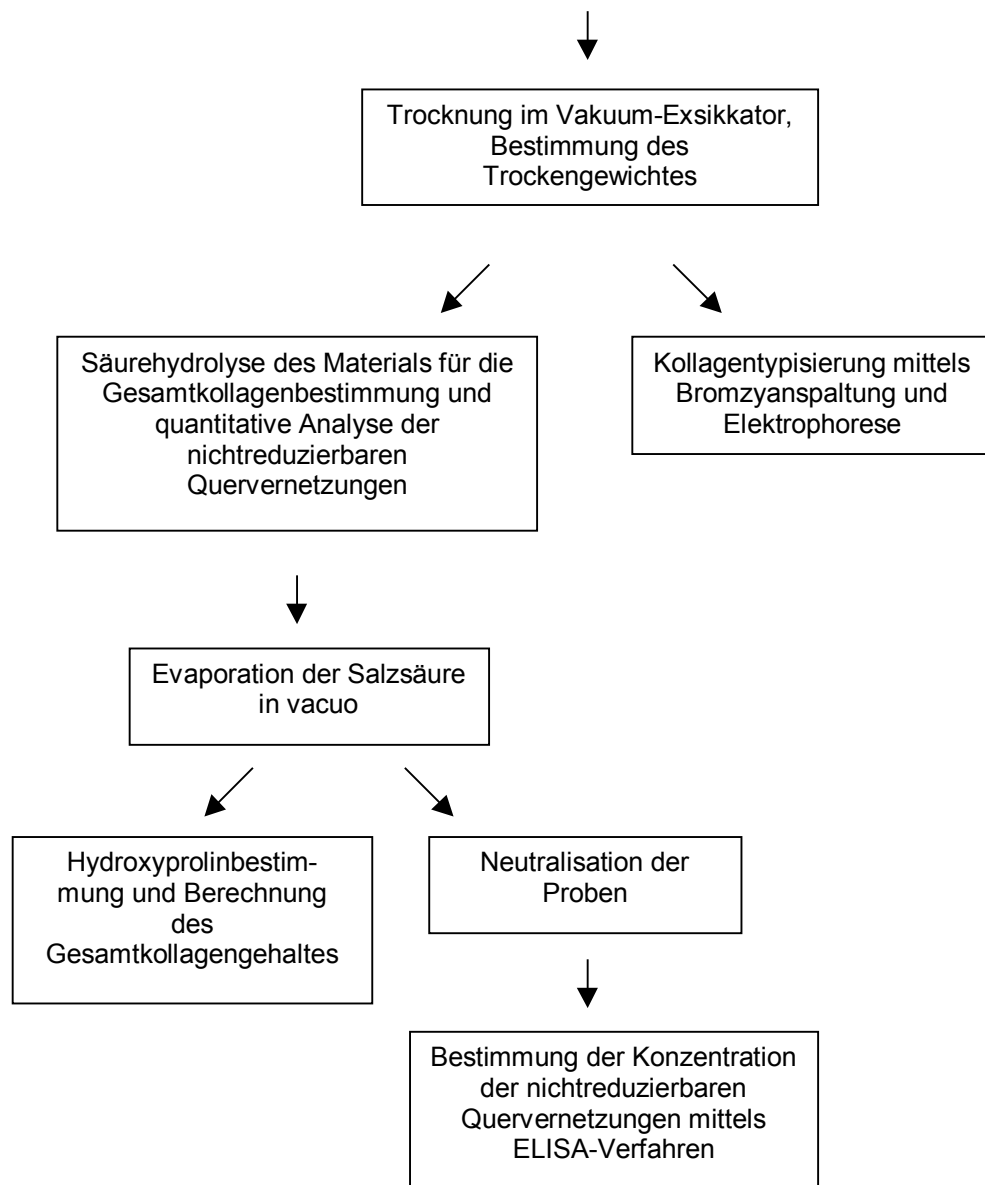 Trocknung im Vakuum-Exsikkator,
Bestimmung des
Trockengewichtes
Säurehydrolyse des Materials für die
Gesamtkollagenbestimmung und
quantitative Analyse der
nichtreduzierbaren
Quervernetzungen
Kollagentypisierung mittels
Bromzyanspaltung und
Elektrophorese
Evaporation der Salzsäure
in vacuo
Hydroxyprolinbestim-
mung und Berechnung
des
Gesamtkollagengehaltes
Neutralisation der
Proben
Bestimmung der Konzentration
der nichtreduzierbaren
Quervernetzungen mittels
ELISA-Verfahren